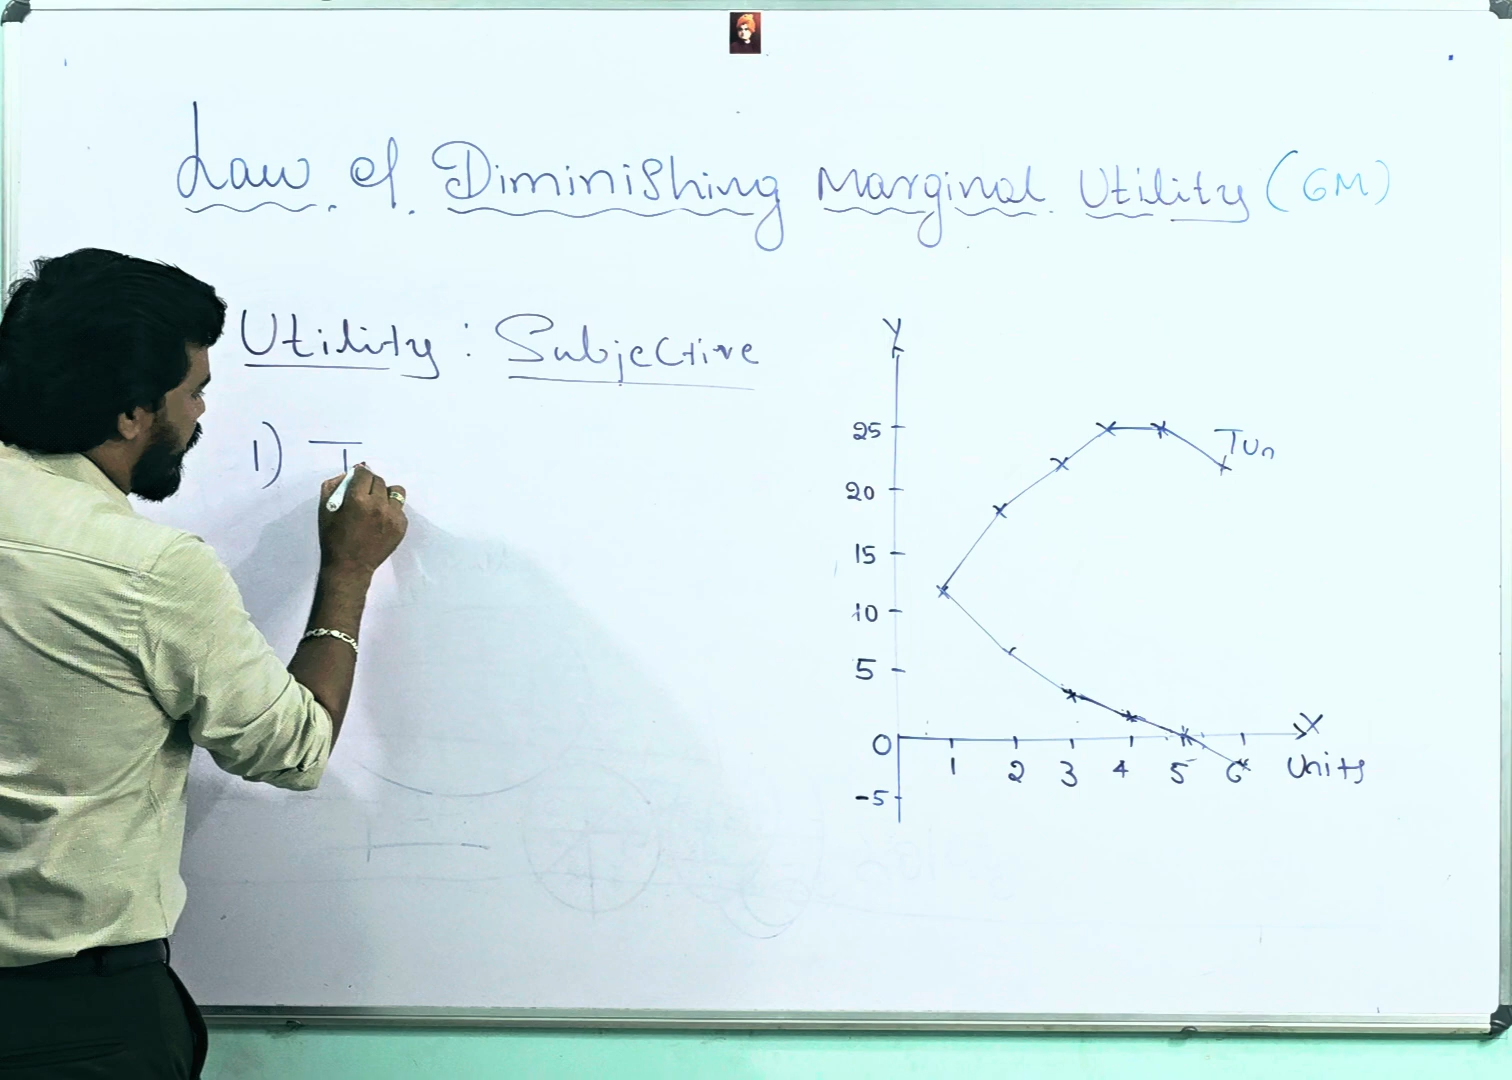 Law of Diminishing Marginal Utility (GM)
Utility : Subjective
1) T
Y
25
20
15
10
5
0
-5
TUn
1 2 3 4 5 6
X
Units